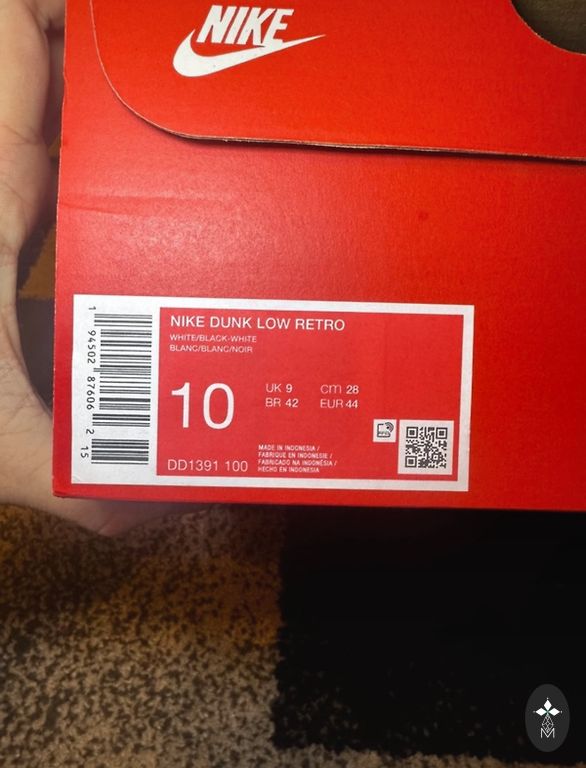 NIKE
NIKE DUNK LOW RETRO
WHITE/BLACK-WHITE
BLANC/BLANC/NOIR
10
UK 9 cm 28
BR 42 EUR 44
DD1391 100
MADE IN INDONESIA /
FABRIQUE EN INDONESIE /
FABRICADO NA INDONÉSIA /
HECHO EN INDONESIA
1 94502 87606 2 15
M